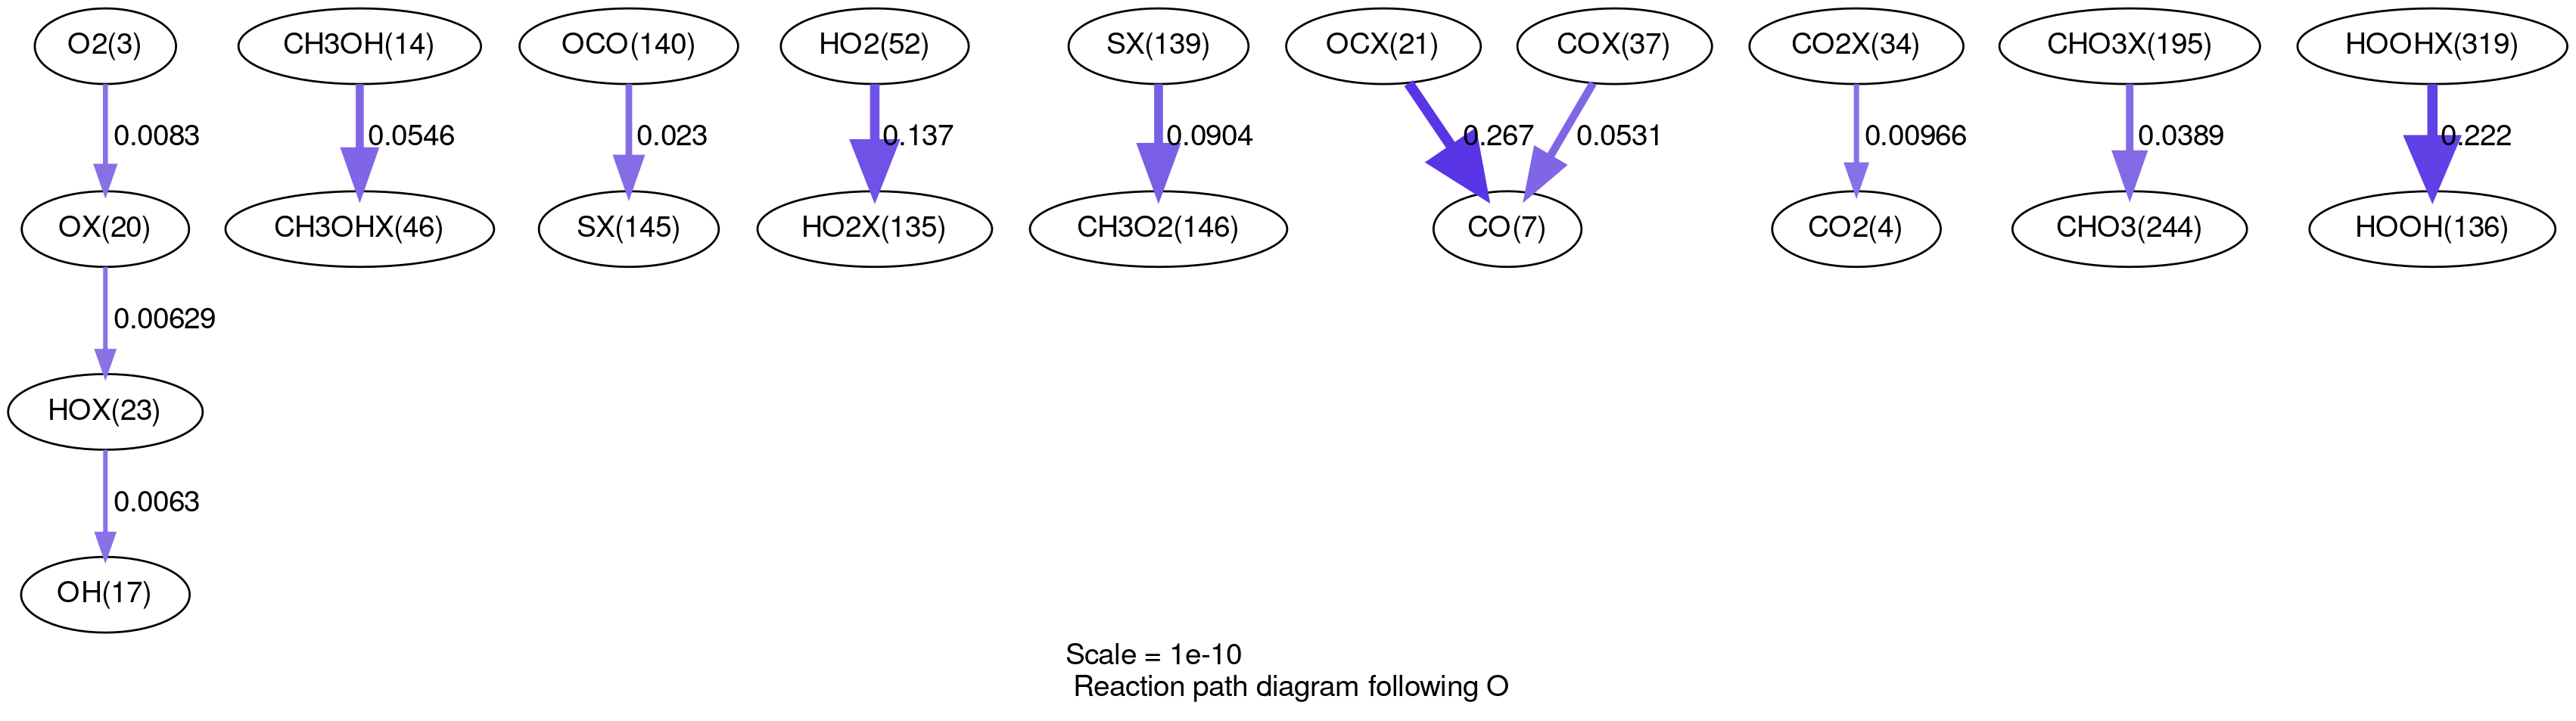 O2(3)
CH3OH(14)
OCO(140)
HO2(52)
SX(139)
OCX(21)
COX(37)
CO2X(34)
CHO3X(195)
HOOHX(319)
0.0083
0.0546
0.023
0.137
0.0904
0.267
0.0531
0.00966
0.0389
0.222
OX(20)
CH3OHX(46)
SX(145)
HO2X(135)
CH3O2(146)
CO(7)
CO2(4)
CHO3(244)
HOOH(136)
0.00629
HOX(23)
0.0063
OH(17)
Scale = 1e-10
Reaction path diagram following O